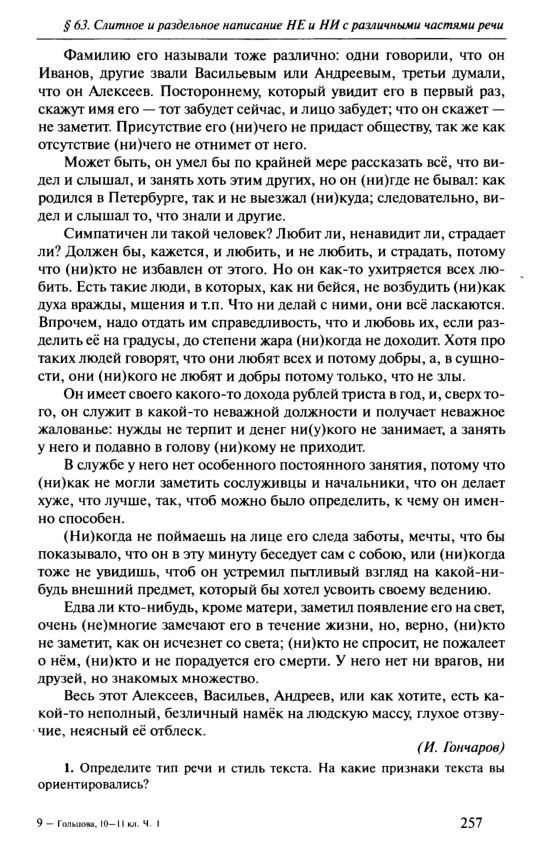 § 63. Слитное и раздельное написание НЕ и НИ с различными частями речи
Фамилию его называли тоже различно: одни говорили, что он
Иванов, другие звали Васильевым или Андреевым, третьи думали,
что он Алексеев. Постороннему, который увидит его в первый раз,
скажут имя его — тот забудет сейчас, и лицо забудет; что он скажет —
не заметит. Присутствие его (ни)чего не придаст обществу, так же как
отсутствие (ни)чего не отнимет от него.
Может быть, он умел бы по крайней мере рассказать всё, что ви-
дел и слышал, и занять хоть этим других, но он (ни)где не бывал: как
родился в Петербурге, так и не выезжал (ни)куда; следовательно, ви-
дел и слышал то, что знали и другие.
Симпатичен ли такой человек? Любит ли, ненавидит ли, страдает
ли? Должен бы, кажется, и любить, и не любить, и страдать, потому
что (ни)кто не избавлен от этого. Но он как-то ухитряется всех лю-
бить. Есть такие люди, в которых, как ни бейся, не возбудить (ни)как
духа вражды, мщения и т.п. Что ни делай с ними, они всё ласкаются.
Впрочем, надо отдать им справедливость, что и любовь их, если раз-
делить её на градусы, до степени жара (ни)когда не доходит. Хотя про
таких людей говорят, что они любят всех и потому добры, а, в сущно-
сти, они (ни)кого не любят и добры потому только, что не злы.
Он имеет своего какого-то дохода рублей триста в год, и, сверх то-
го, он служит в какой-то неважной должности и получает неважное
жалованье: нужды не терпит и денег ни(у)кого не занимает, а занять
у него и подавно в голову (ни)кому не приходит.
В службе у него нет особенного постоянного занятия, потому что
(ни)как не могли заметить сослуживцы и начальники, что он делает
хуже, что лучше, так, чтоб можно было определить, к чему он имен-
но способен.
(Ни)когда не поймаешь на лице его следа заботы, мечты, что бы
показывало, что он в эту минуту беседует сам с собою, или (ни)когда
тоже не увидишь, чтоб он устремил пытливый взгляд на какой-ни-
будь внешний предмет, который бы хотел усвоить своему ведению.
Едва ли кто-нибудь, кроме матери, заметил появление его на свет,
очень (не)многие замечают его в течение жизни, но, верно, (ни)кто
не заметит, как он исчезнет со света; (ни)кто не спросит, не пожалеет
о нём, (ни)кто и не порадуется его смерти. У него нет ни врагов, ни
друзей, но знакомых множество.
Весь этот Алексеев, Васильев, Андреев, или как хотите, есть ка-
кой-то неполный, безличный намёк на людскую массу, глухое отзву-
чие, неясный её отблеск.
(И. Гончаров)
1. Определите тип речи и стиль текста. На какие признаки текста вы
ориентировались?
9 – Гольцова, 10—11 кл. Ч. 1
257